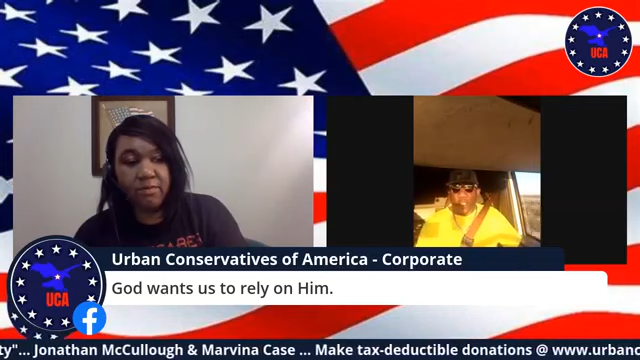 UCA
Urban Conservatives of America - Corporate
God wants us to rely on Him.
UCA
ty"... Jonathan McCullough & Marvina Case ... Make tax-deductible donations @ www.urbanc